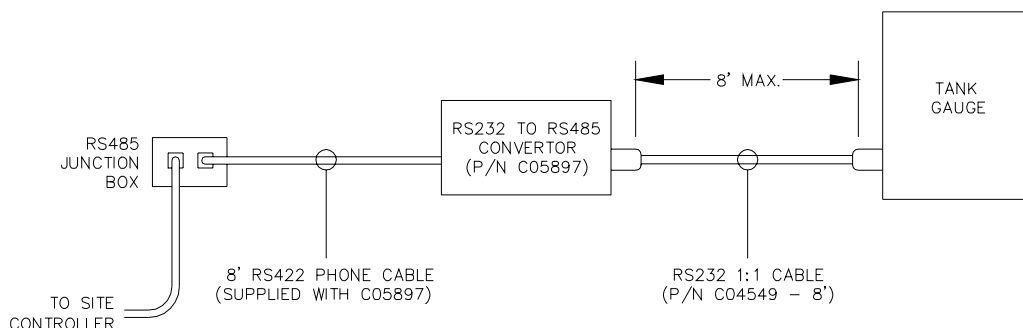 8' MAX.
TANK
GAUGE
RS232 TO RS485
CONVERTOR
(P/N C05897)
RS485
JUNCTION
BOX
8' RS422 PHONE CABLE
(SUPPLIED WITH C05897)
RS232 1:1 CABLE
(P/N C04549 – 8')
TO SITE
CONTROLLER